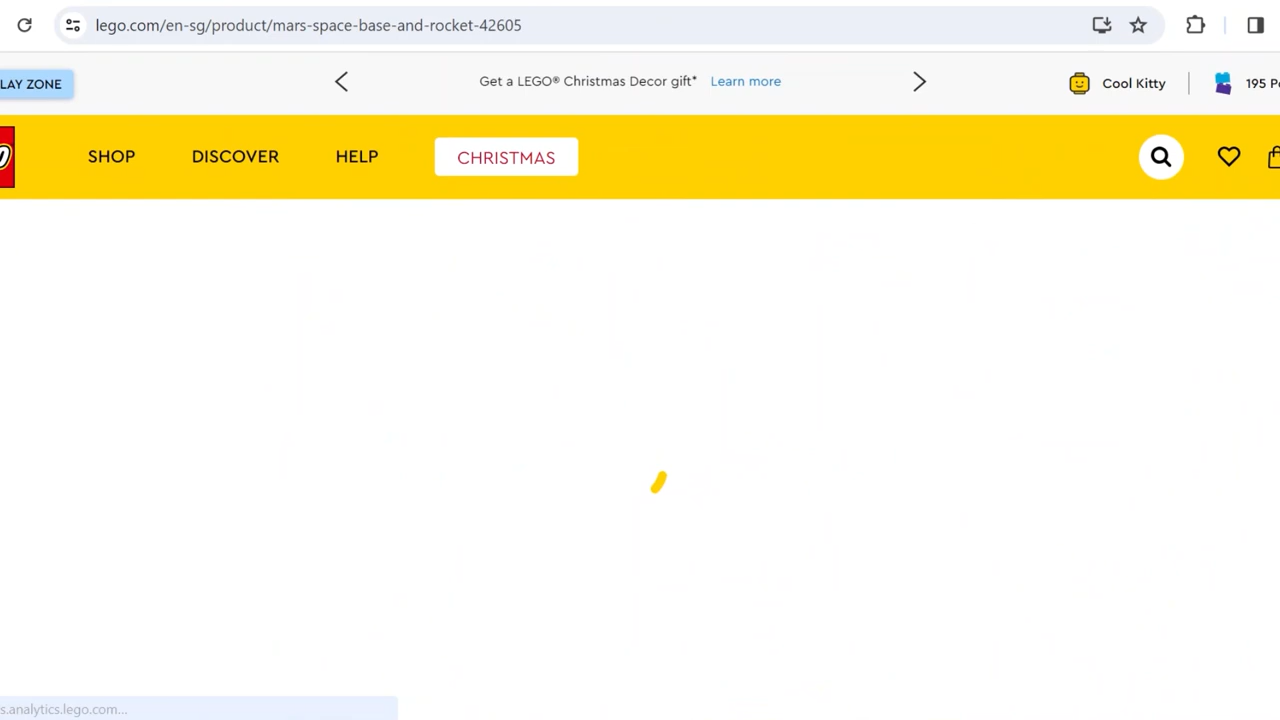 lego.com/en-sg/product/mars-space-base-and-rocket-42605
LAY ZONE
Get a LEGO® Christmas Decor gift* Learn more
Cool Kitty
195 Po
SHOP
DISCOVER
HELP
CHRISTMAS
s.analytics.lego.com...